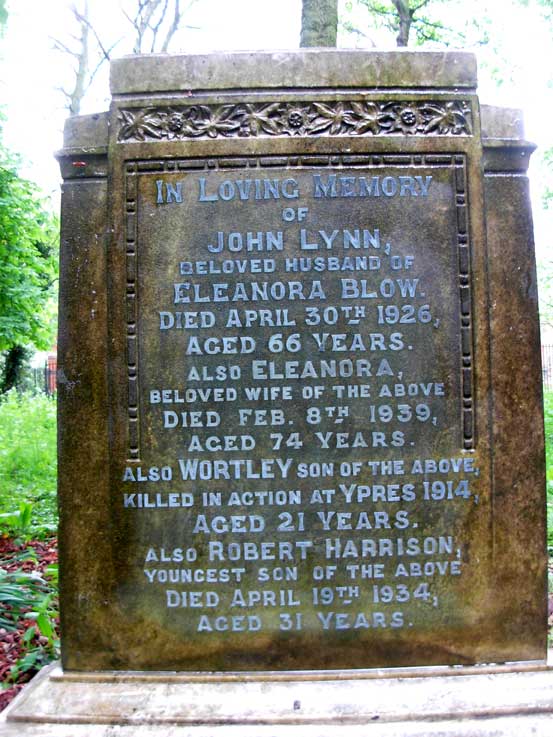 IN LOVING MEMORY
OF
JOHN LYNN,
BELOVED HUSBAND OF
ELEANORA BLOW.
DIED APRIL 30TH 1926,
AGED 66 YEARS.
ALSO ELEANORA,
BELOVED WIFE OF THE ABOVE
DIED FEB. 8TH 1939,
AGED 74 YEARS.
ALSO WORTLEY SON OF THE ABOVE,
KILLED IN ACTION AT YPRES 1914,
AGED 21 YEARS.
ALSO ROBERT HARRISON,
YOUNGEST SON OF THE ABOVE
DIED APRIL 19TH 1934,
AGED 31 YEARS.